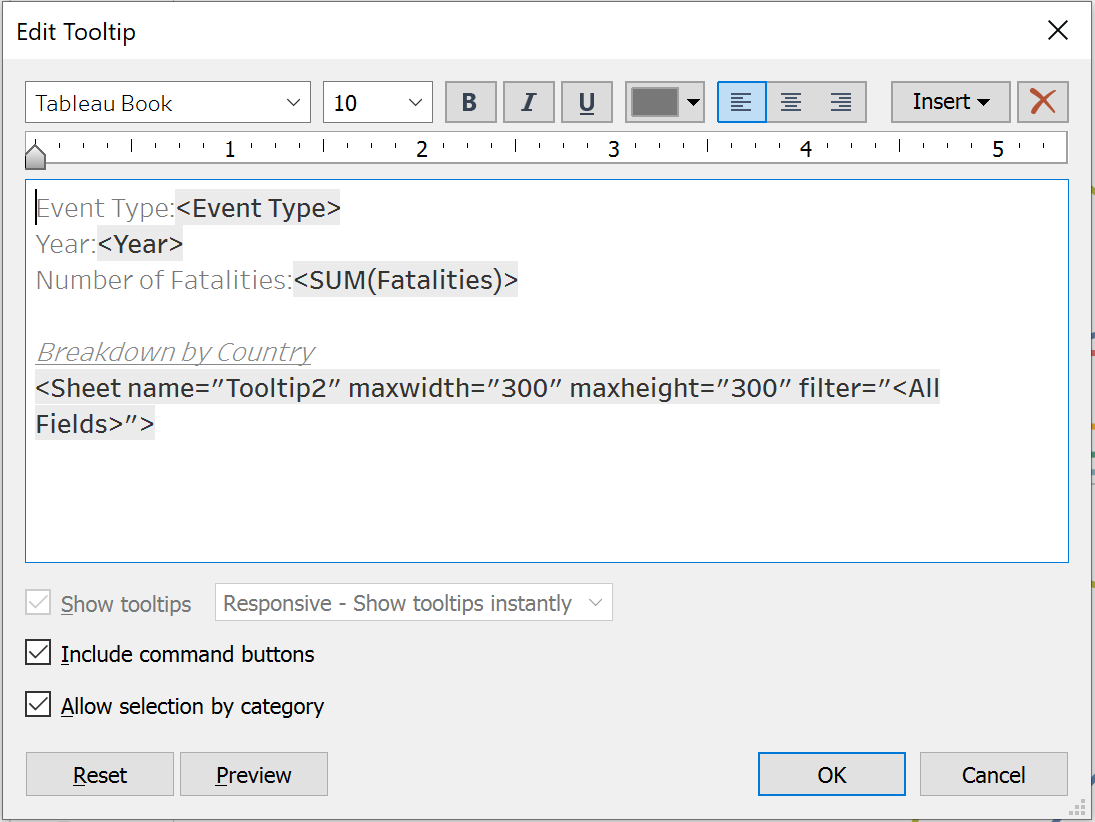 Edit Tooltip
Tableau Book 10 B I U Insert
1 2 3 4 5
Event Type:<Event Type>
Year:<Year>
Number of Fatalities:<SUM(Fatalities)>
Breakdown by Country
<Sheet name="Tooltip2" maxwidth="300" maxheight="300" filter="<All
Fields>">
Show tooltips Responsive - Show tooltips instantly
Include command buttons
Allow selection by category
Reset Preview OK Cancel